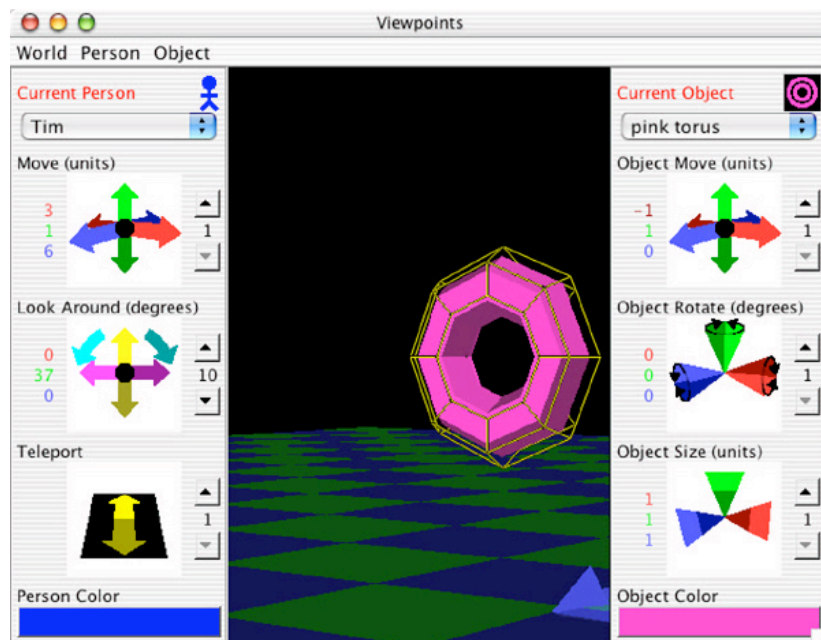 Viewpoints
World Person Object
Current Person
Tim
Move (units)
3
1
6
1
Look Around (degrees)
0
37
0
10
Teleport
1
Person Color
Current Object
pink torus
Object Move (units)
-1
1
0
1
Object Rotate (degrees)
0
0
0
1
Object Size (units)
1
1
1
1
Object Color